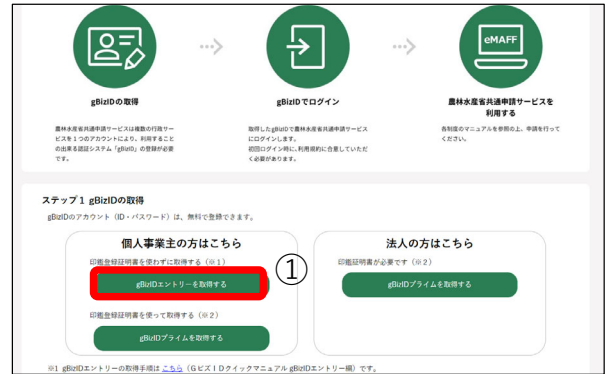 eMAFF
gBizIDの取得
gBizIDでログイン
農林水産省共通申請サービスを
利用する
農林水産省共通申請サービスは複数の行政サー
ビスを１つのアカウントにより、利用すること
の出来る認証システム「gBizID」の登録が必要
です。
取得したgBizIDで農林水産省共通申請サービス
にログインします。
初回ログイン時に、利用規約に合意していただ
く必要があります。
各制度のマニュアルを参照の上、申請を行って
ください。
ステップ１ gBizIDの取得
gBizIDのアカウント（ID・パスワード）は、無料で登録できます。
個人事業主の方はこちら
印鑑登録証明書を使わずに取得する（※１）
gBizIDエントリーを取得する
①
印鑑登録証明書を使って取得する（※２）
gBizIDプライムを取得する
法人の方はこちら
印鑑証明書が必要です（※２）
gBizIDプライムを取得する
※1 gBizIDエントリーの取得手順は こちら（ＧビズＩＤクイックマニュアル gBizIDエントリー編）です。